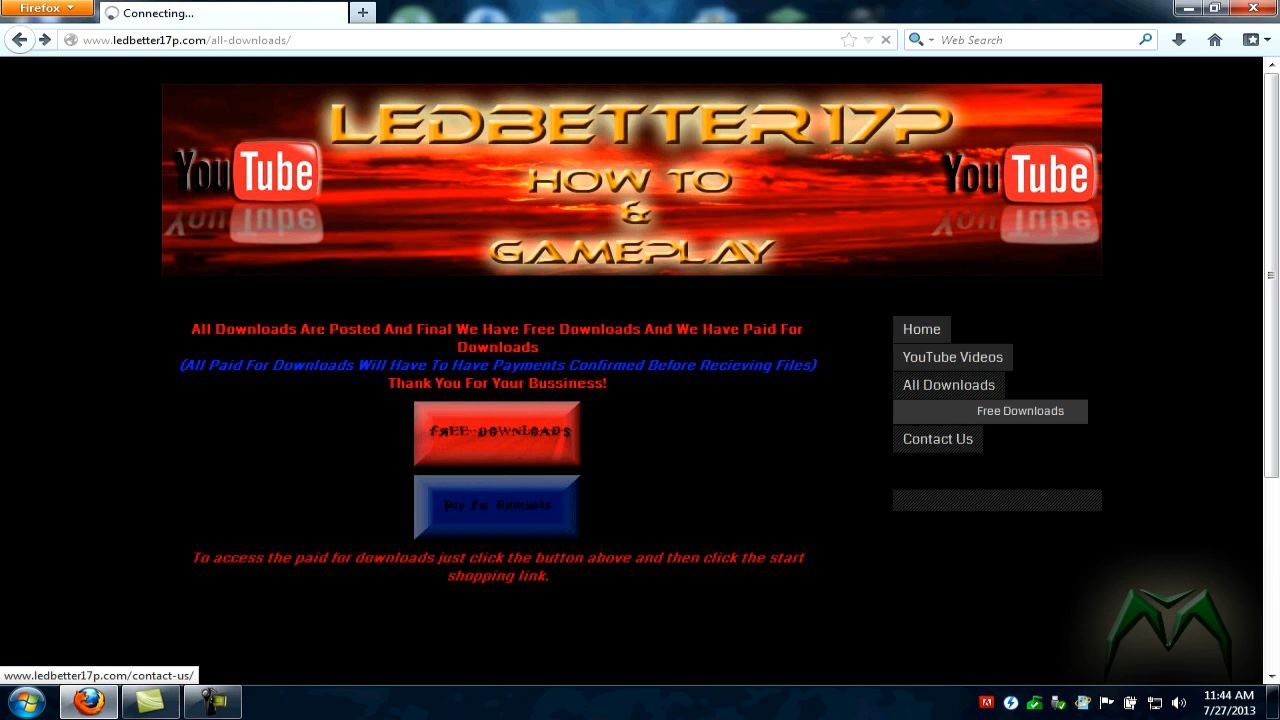 Firefox
Connecting...
www.ledbetter17p.com/all-downloads/
Web Search
LEDBETTER17P
YouTube
YouTube
HOW TO
&
GAMEPLAY
All Downloads Are Posted And Final We Have Free Downloads And We Have Paid For
Downloads
(All Paid For Downloads Will Have To Have Payments Confirmed Before Recieving Files)
Thank You For Your Bussiness!
FREE DOWNLOADS
Pay For Downloads
To access the paid for downloads just click the button above and then click the start
shopping link.
Home
YouTube Videos
All Downloads
Free Downloads
Contact Us
www.ledbetter17p.com/contact-us/
11:44 AM
7/27/2013